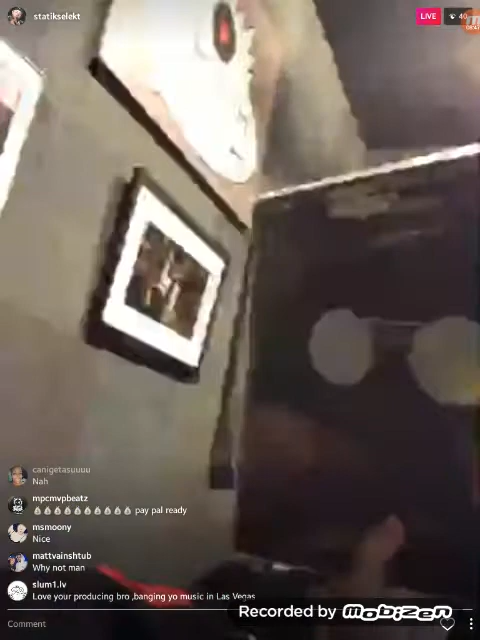 statikselekt
LIVE
40
canigetasuuuu
Nah
mpcmvpbeatz
💰💰💰💰💰💰💰💰💰💰 pay pal ready
msmoony
Nice
mattvainshtub
Why not man
slum1.lv
Love your producing bro ,banging yo music in Las Vegas
Recorded by mobizen
Comment